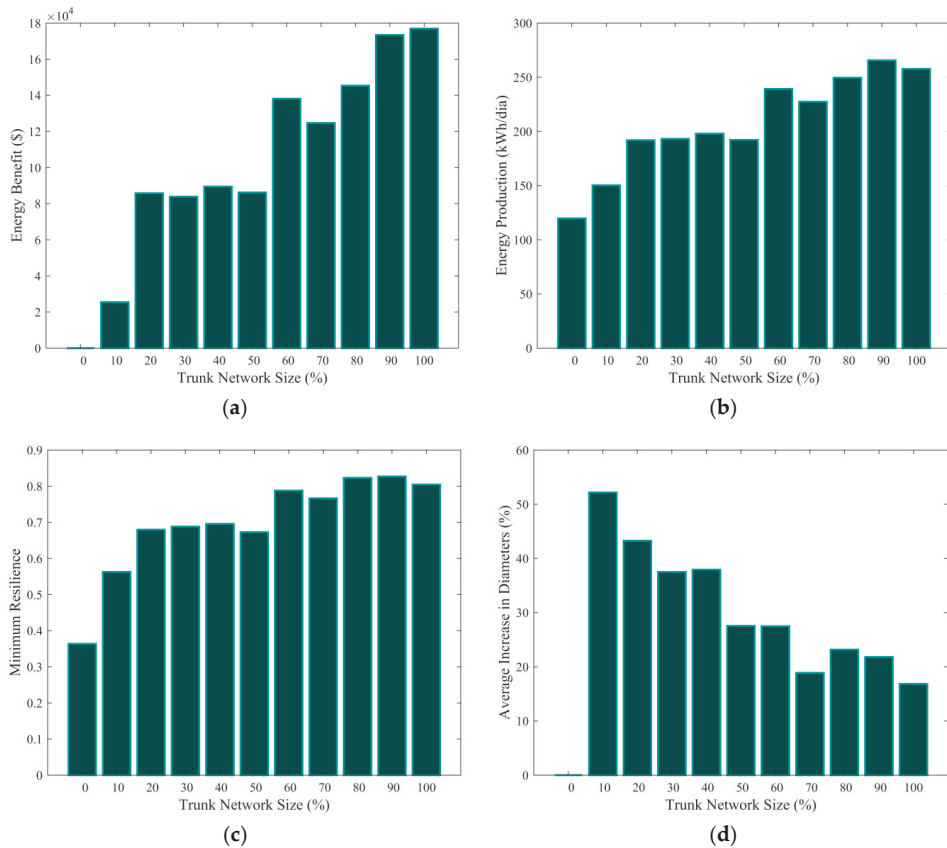 ×10⁴
18
16
14
12
10
8
6
4
2
0
Energy Benefit ($)
0 10 20 30 40 50 60 70 80 90 100
Trunk Network Size (%)
(a)
300
250
200
150
100
50
0
Energy Production (kWh/dia)
0 10 20 30 40 50 60 70 80 90 100
Trunk Network Size (%)
(b)
0.9
0.8
0.7
0.6
0.5
0.4
0.3
0.2
0.1
0
Minimum Resilience
0 10 20 30 40 50 60 70 80 90 100
Trunk Network Size (%)
(c)
60
50
40
30
20
10
0
Average Increase in Diameters (%)
0 10 20 30 40 50 60 70 80 90 100
Trunk Network Size (%)
(d)